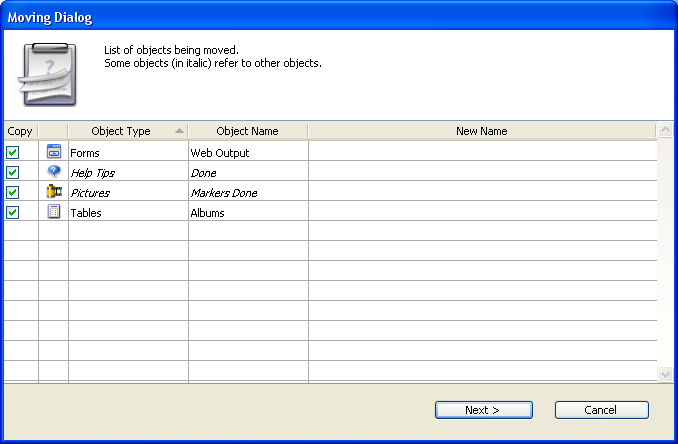 Moving Dialog
List of objects being moved.
Some objects (in italic) refer to other objects.
Copy Object Type Object Name New Name
Forms Web Output
Help Tips Done
Pictures Markers Done
Tables Albums
Next > Cancel